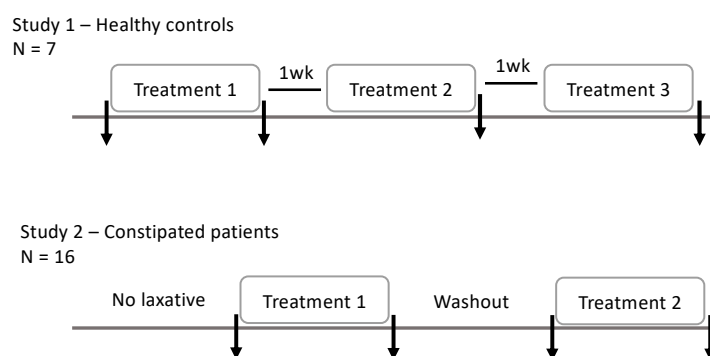 Study 1 – Healthy controls
N = 7
Treatment 1
1wk
Treatment 2
1wk
Treatment 3
Study 2 – Constipated patients
N = 16
No laxative
Treatment 1
Washout
Treatment 2